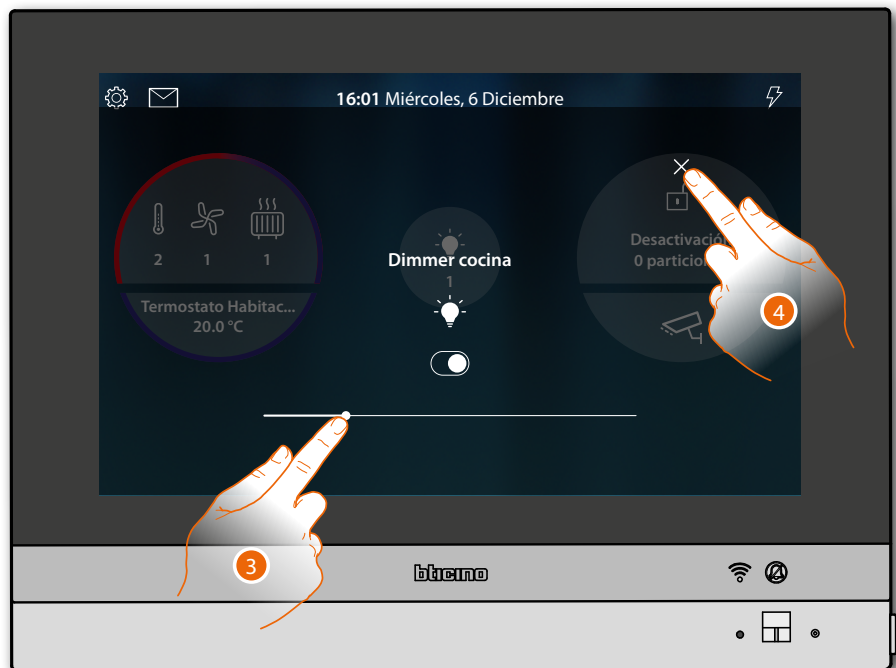 16:01 Miércoles, 6 Diciembre
2 1 1
Termostato Habitac...
20.0 °C
Dimmer cocina
1
Desactivació
0 particio
3
4
bticino